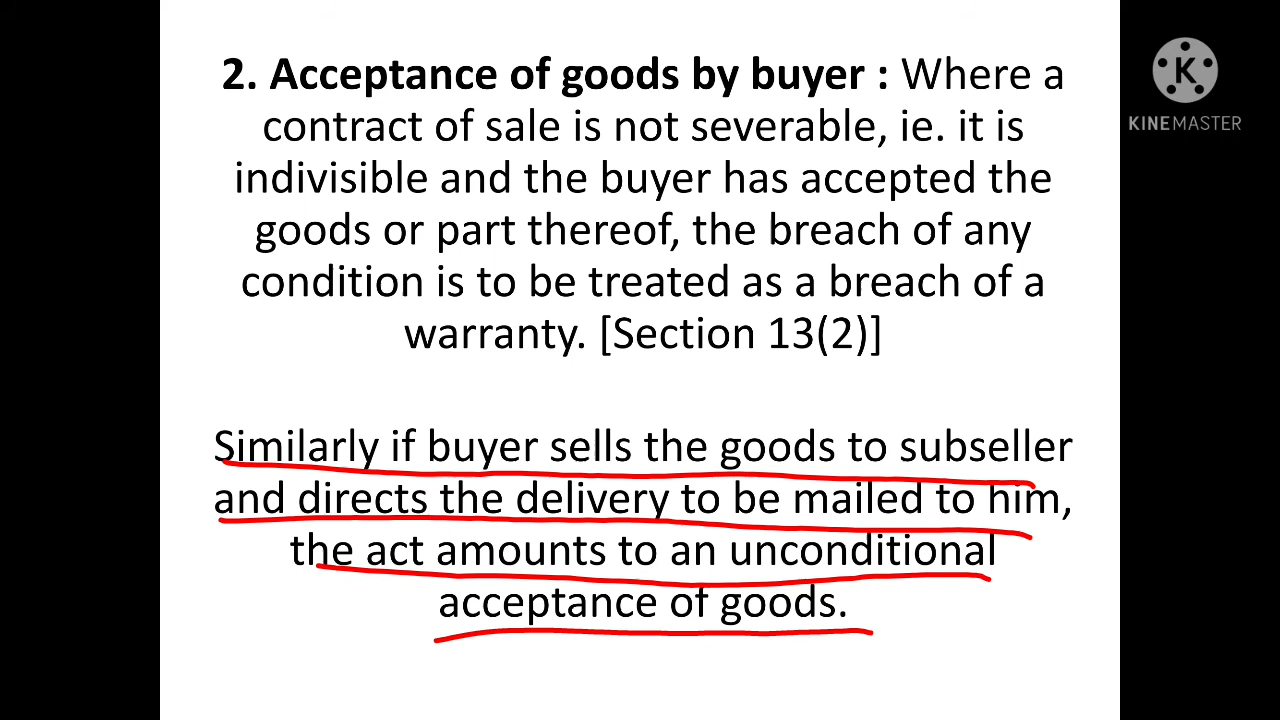 2. Acceptance of goods by buyer : Where a
contract of sale is not severable, ie. it is
indivisible and the buyer has accepted the
goods or part thereof, the breach of any
condition is to be treated as a breach of a
warranty. [Section 13(2)]
Similarly if buyer sells the goods to subseller
and directs the delivery to be mailed to him,
the act amounts to an unconditional
acceptance of goods.
K
KINEMASTER